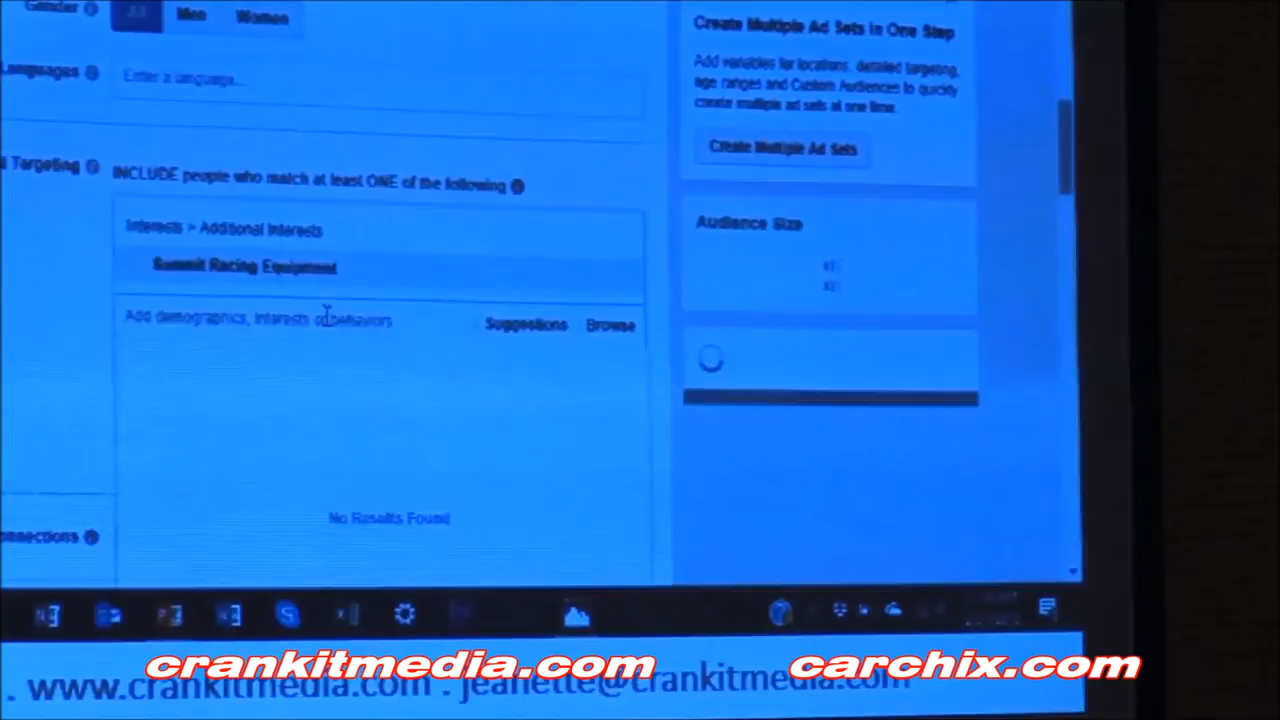 Gender
All Men Women
Languages
Enter a language...
Targeting
INCLUDE people who match at least ONE of the following
Interests > Additional Interests
Summit Racing Equipment
Add demographics, interests or behaviors
Suggestions Browse
No Results Found
nnections
Create Multiple Ad Sets in One Step
Add variables for locations, detailed targeting,
age ranges and Custom Audiences to quickly
create multiple ad sets at one time.
Create Multiple Ad Sets
Audience Size
crankitmedia.com carchix.com
. www.crankitmedia.com . jeanette@crankitmedia.com